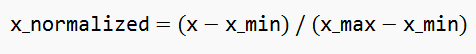 x_normalized = (x − x_min) / (x_max − x_min)